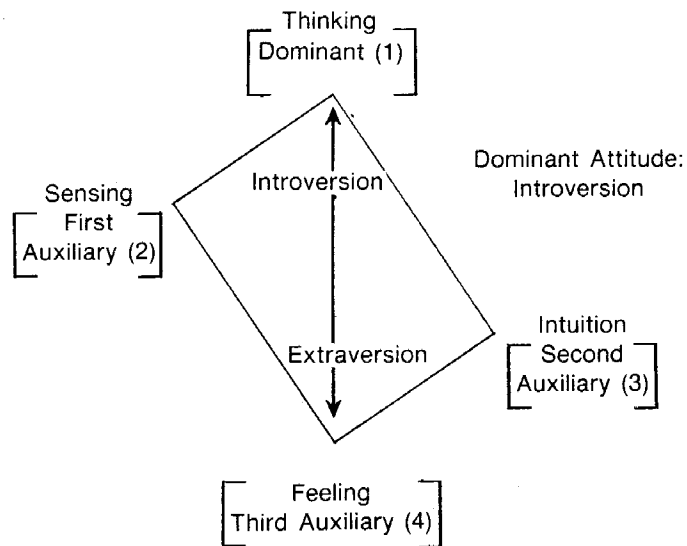 Thinking
Dominant (1)
Introversion
Dominant Attitude:
Introversion
Sensing
First
Auxiliary (2)
Extraversion
Intuition
Second
Auxiliary (3)
Feeling
Third Auxiliary (4)